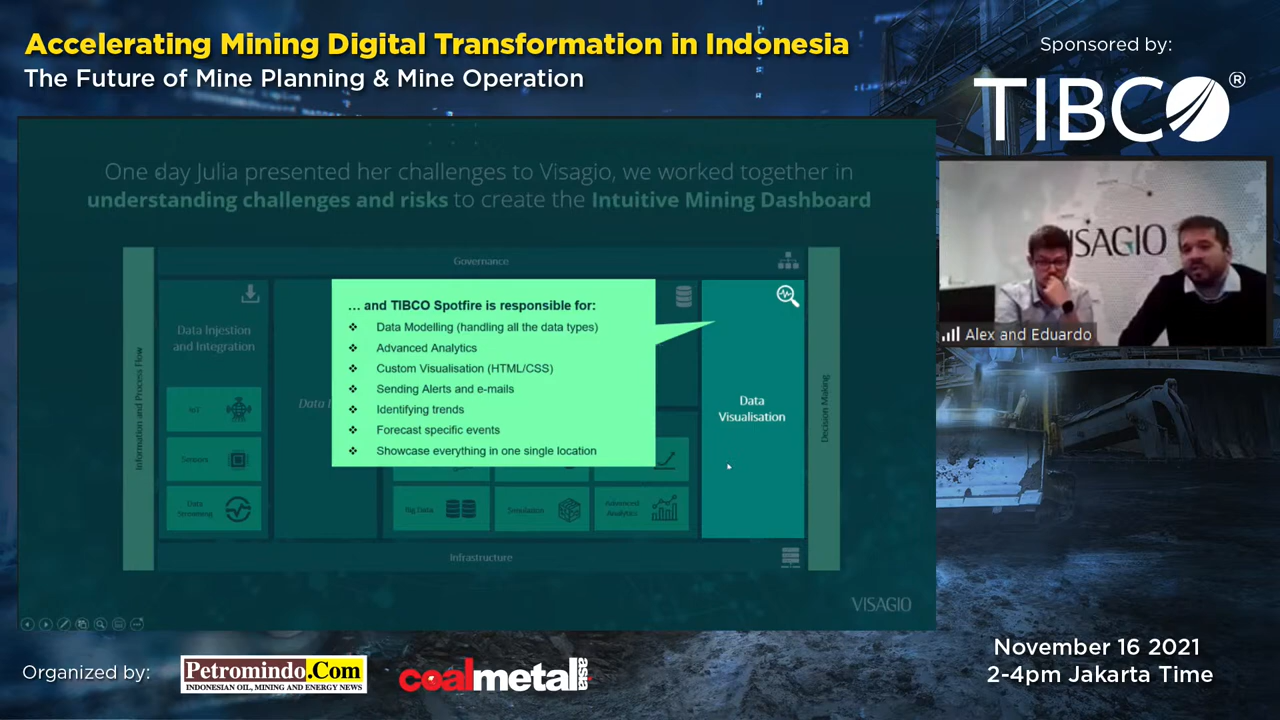 Accelerating Mining Digital Transformation in Indonesia
The Future of Mine Planning & Mine Operation
Sponsored by:
TIBCO®
One day Julia presented her challenges to Visagio, we worked together in
understanding challenges and risks to create the Intuitive Mining Dashboard
Governance
Information and Process Flow
Data Injestion
and Integration
IoT
Sensors
Data
Streaming
Data I
… and TIBCO Spotfire is responsible for:
❖ Data Modelling (handling all the data types)
❖ Advanced Analytics
❖ Custom Visualisation (HTML/CSS)
❖ Sending Alerts and e-mails
❖ Identifying trends
❖ Forecast specific events
❖ Showcase everything in one single location
Big Data
Simulation
Advanced
Analytics
Data
Visualisation
Decision Making
Infrastructure
VISAGIO
VISAGIO
Alex and Eduardo
Organized by:
Petromindo.Com
INDONESIAN OIL, MINING AND ENERGY NEWS
coalmetal asia
November 16 2021
2-4pm Jakarta Time